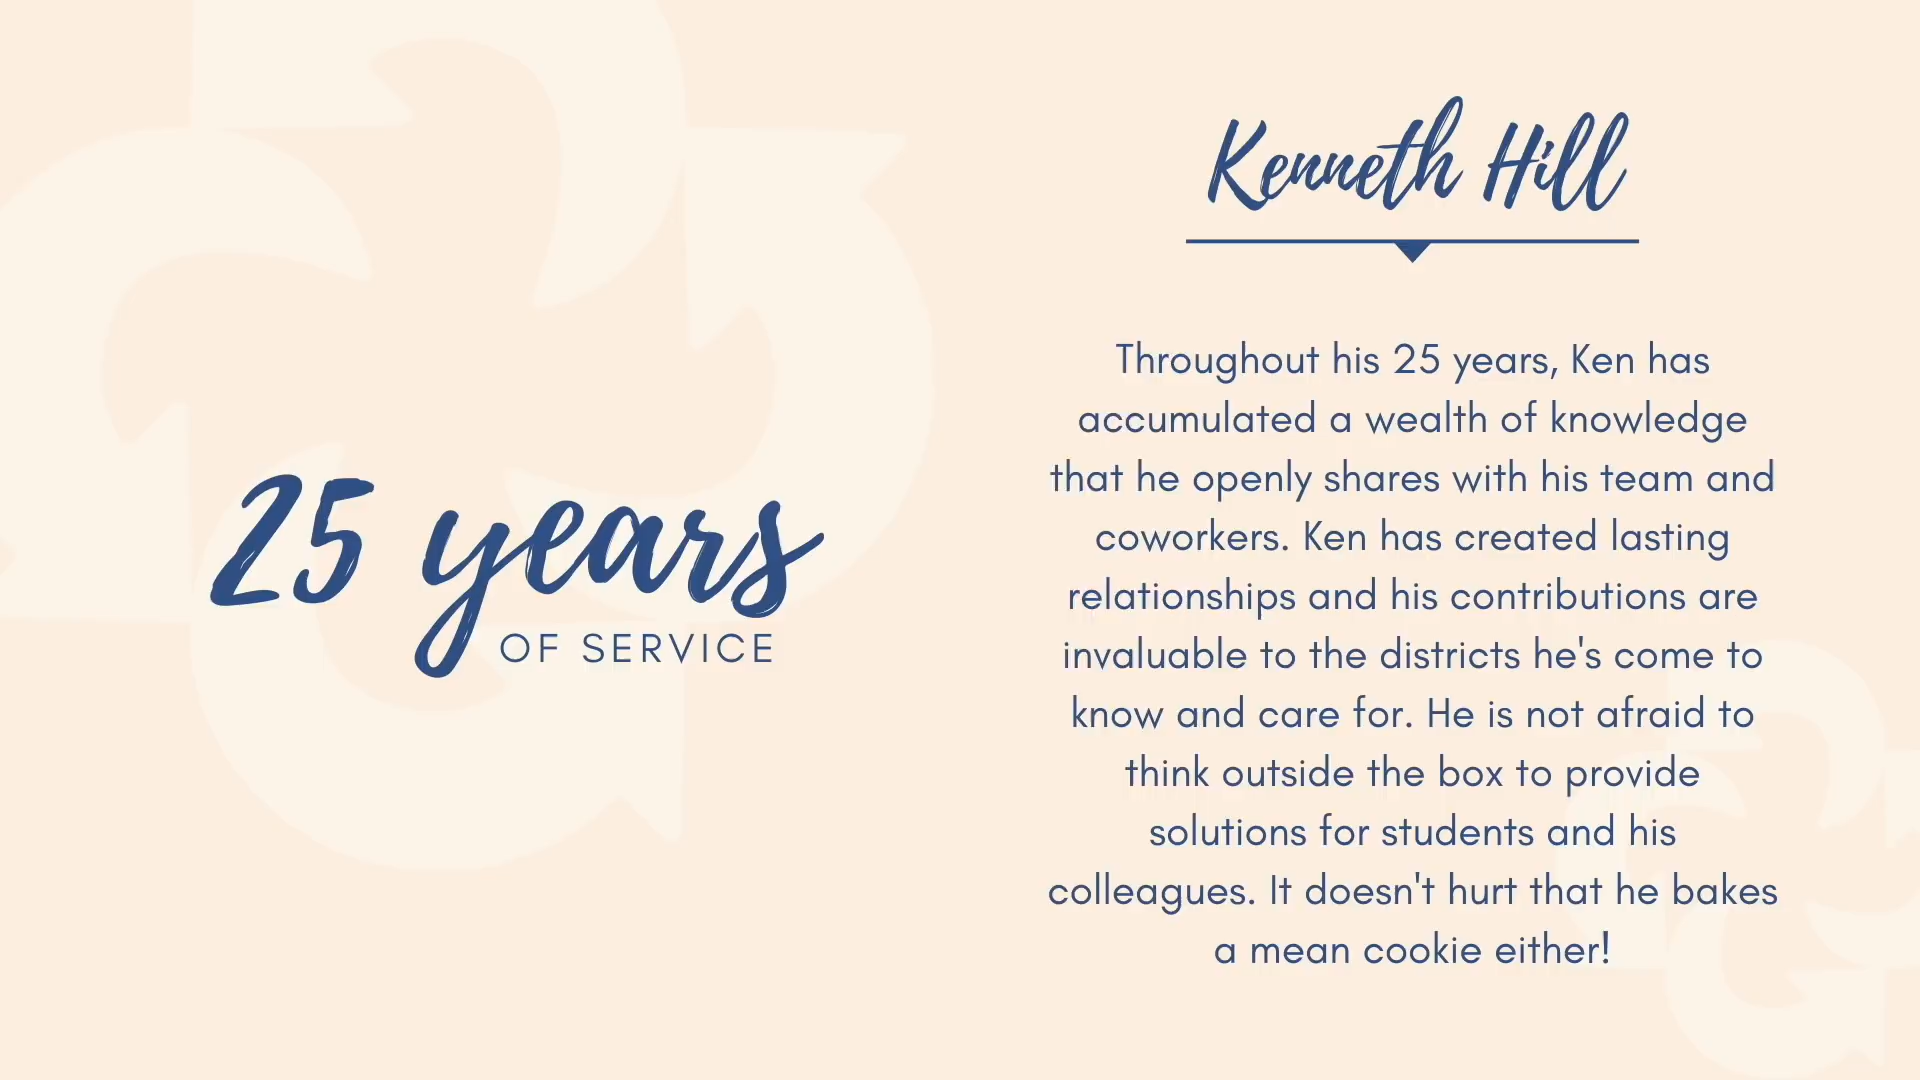 25 years
OF SERVICE
Kenneth Hill
Throughout his 25 years, Ken has
accumulated a wealth of knowledge
that he openly shares with his team and
coworkers. Ken has created lasting
relationships and his contributions are
invaluable to the districts he's come to
know and care for. He is not afraid to
think outside the box to provide
solutions for students and his
colleagues. It doesn't hurt that he bakes
a mean cookie either!